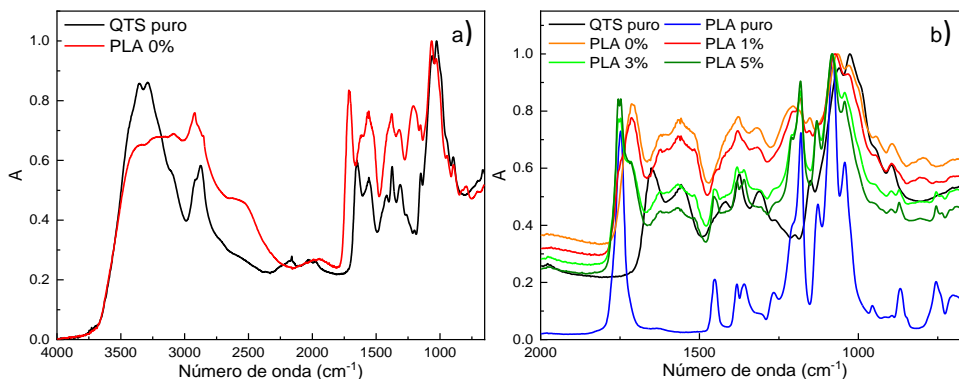 QTS puro
PLA 0%
a)
1.0
0.8
0.6
0.4
0.2
0.0
A
4000 3500 3000 2500 2000 1500 1000
Número de onda (cm⁻¹)
QTS puro PLA puro
PLA 0% PLA 1%
PLA 3% PLA 5%
b)
1.0
0.8
0.6
0.4
0.2
0.0
A
2000 1500 1000
Número de onda (cm⁻¹)